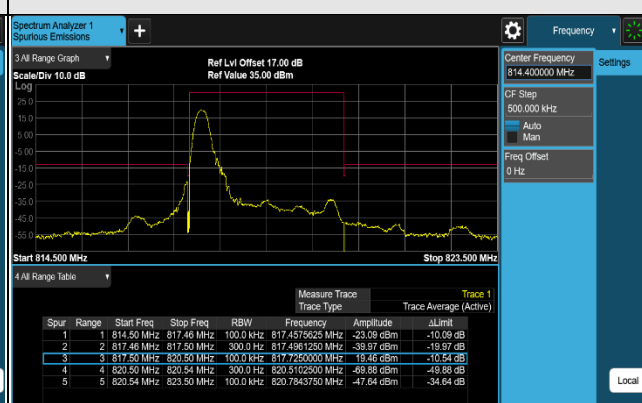 Spectrum Analyzer 1
Spurious Emissions
+
Frequency
3 All Range Graph
Ref Lvl Offset 17.00 dB
Scale/Div 10.0 dB
Ref Value 35.00 dBm
Log
25.0
15.0
5.00
-5.00
-15.0
-25.0
-35.0
-45.0
-55.0
Start 814.500 MHz
Stop 823.500 MHz
4 All Range Table
Measure Trace Trace 1
Trace Type Trace Average (Active)
Spur Range Start Freq Stop Freq RBW Frequency Amplitude ΔLimit
1 1 814.50 MHz 817.46 MHz 100.0 kHz 817.4575625 MHz -23.09 dBm -10.09 dB
2 2 817.46 MHz 817.50 MHz 300.0 Hz 817.4961250 MHz -39.97 dBm -19.97 dB
3 3 817.50 MHz 820.50 MHz 100.0 kHz 817.7250000 MHz 19.46 dBm -10.54 dB
4 4 820.50 MHz 820.54 MHz 300.0 Hz 820.5102500 MHz -69.88 dBm -49.88 dB
5 5 820.54 MHz 823.50 MHz 100.0 kHz 820.7843750 MHz -47.64 dBm -34.64 dB
Center Frequency
814.400000 MHz
Settings
CF Step
500.000 kHz
Auto
Man
Freq Offset
0 Hz
Local